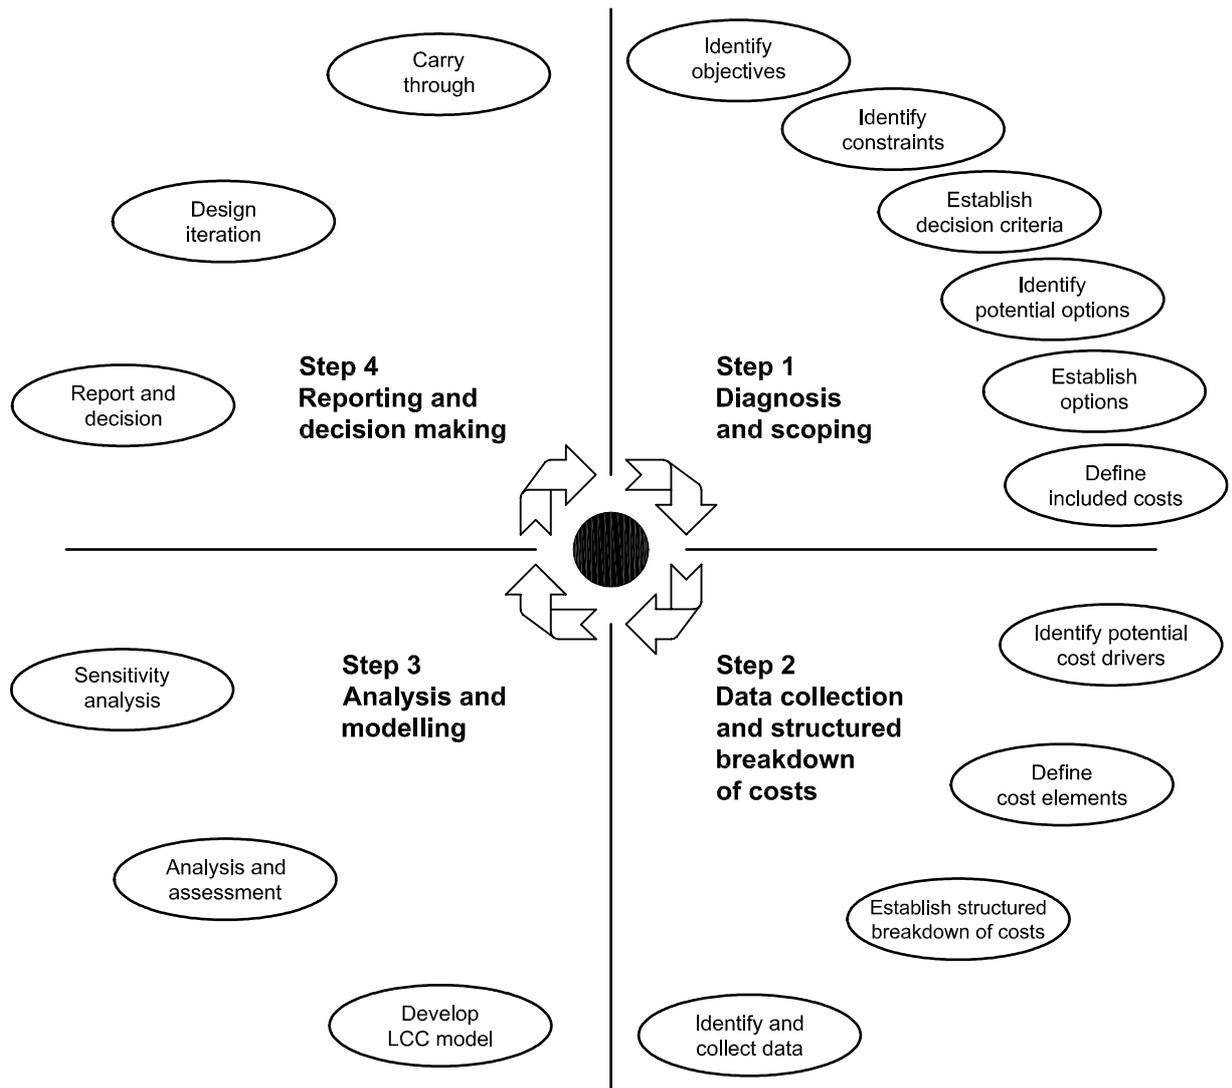 Identify
objectives
Identify
constraints
Establish
decision criteria
Identify
potential options
Establish
options
Define
included costs
Step 1
Diagnosis
and scoping
Identify potential
cost drivers
Define
cost elements
Establish structured
breakdown of costs
Identify and
collect data
Step 2
Data collection
and structured
breakdown
of costs
Develop
LCC model
Analysis and
assessment
Sensitivity
analysis
Step 3
Analysis and
modelling
Report and
decision
Design
iteration
Carry
through
Step 4
Reporting and
decision making